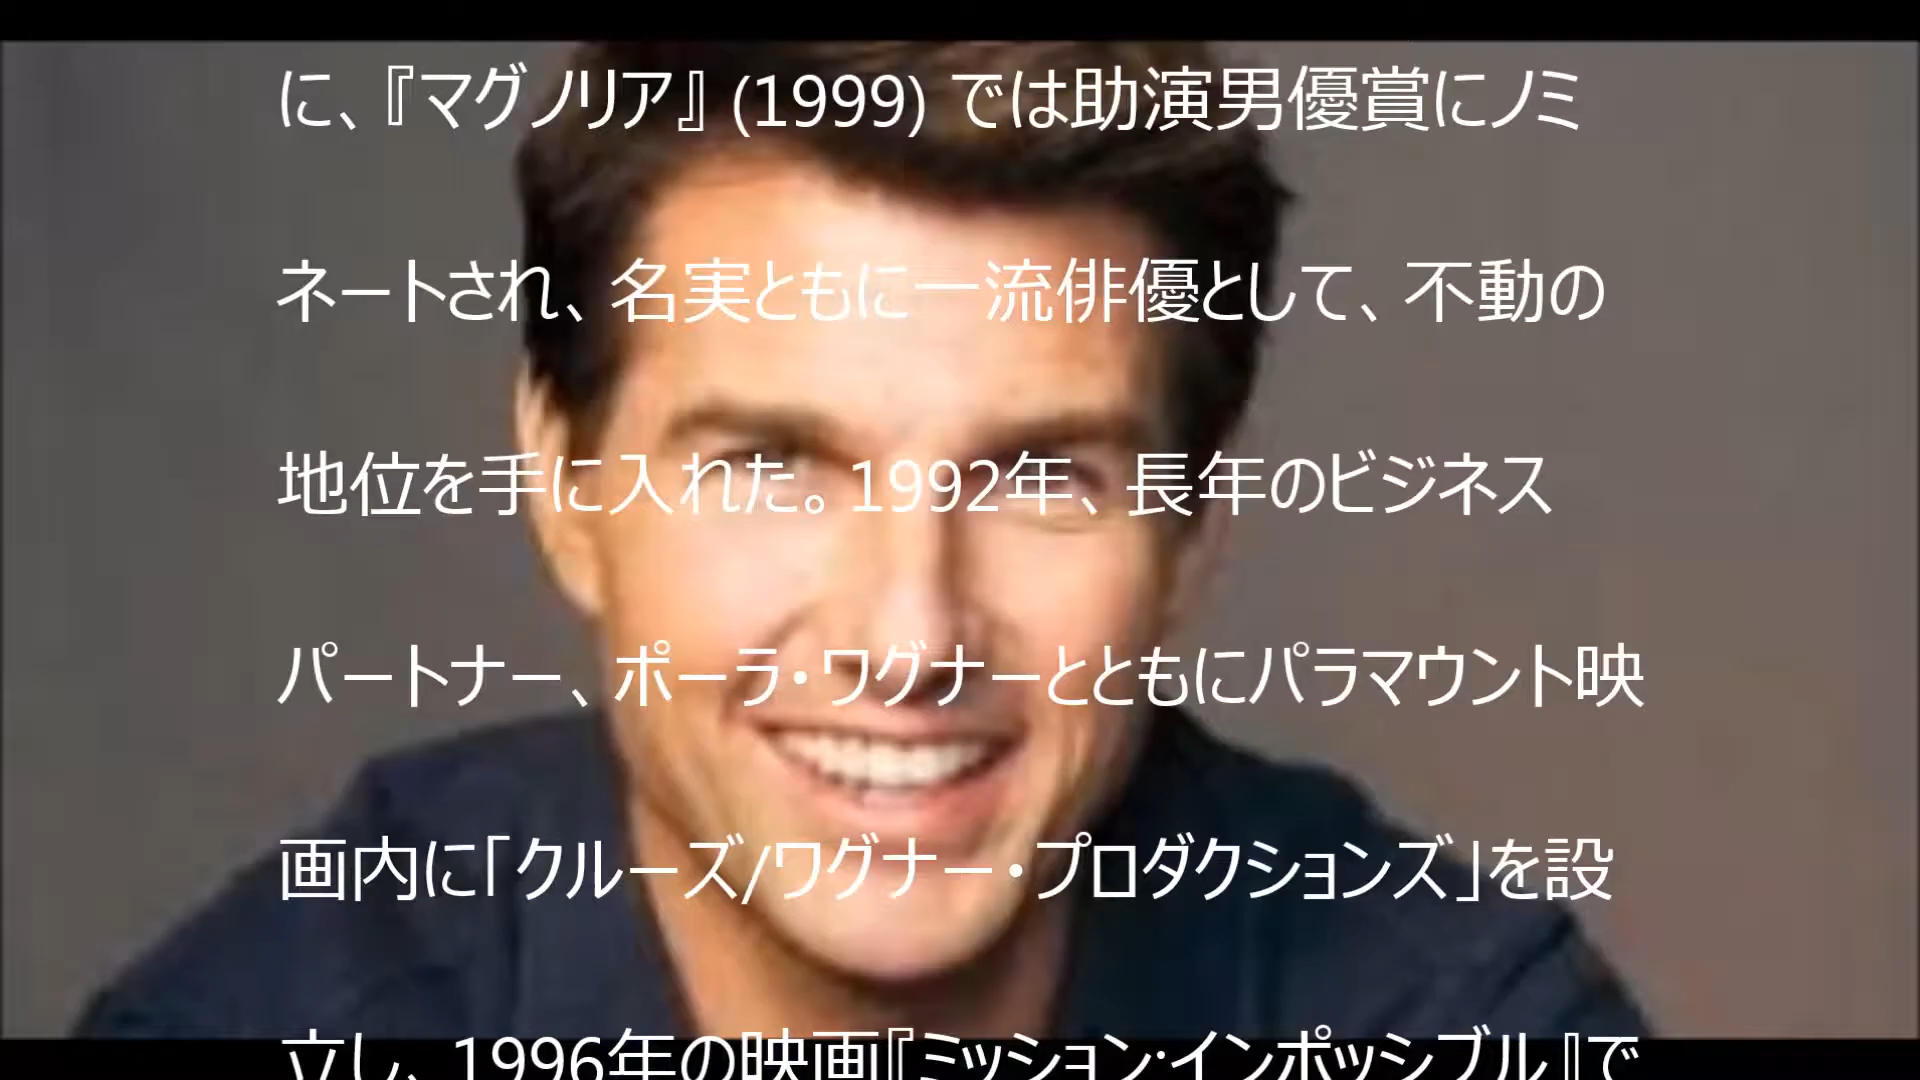 に、『マグノリア』 (1999) では助演男優賞にノミ
ネートされ、名実ともに一流俳優として、不動の
地位を手に入れた。1992年、長年のビジネス
パートナー、ポーラ・ワグナーとともにパラマウント映
画内に「クルーズ/ワグナー・プロダクションズ」を設
立し、1996年の映画『ミッション:インポッシブル』で